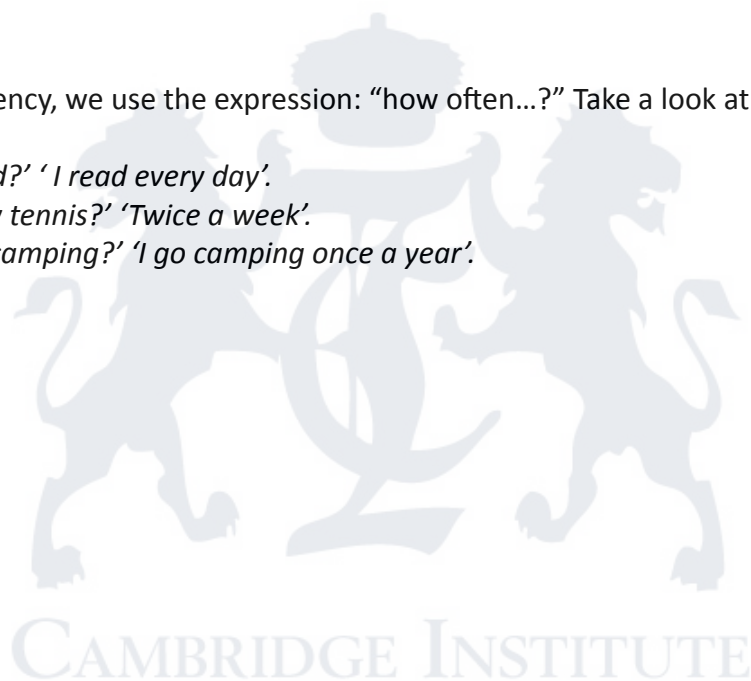 ency, we use the expression: “how often...?” Take a look at
d?’ ‘ I read every day’.
y tennis?’ ‘Twice a week’.
camping?’ ‘I go camping once a year’.
CAMBRIDGE INSTITUTE